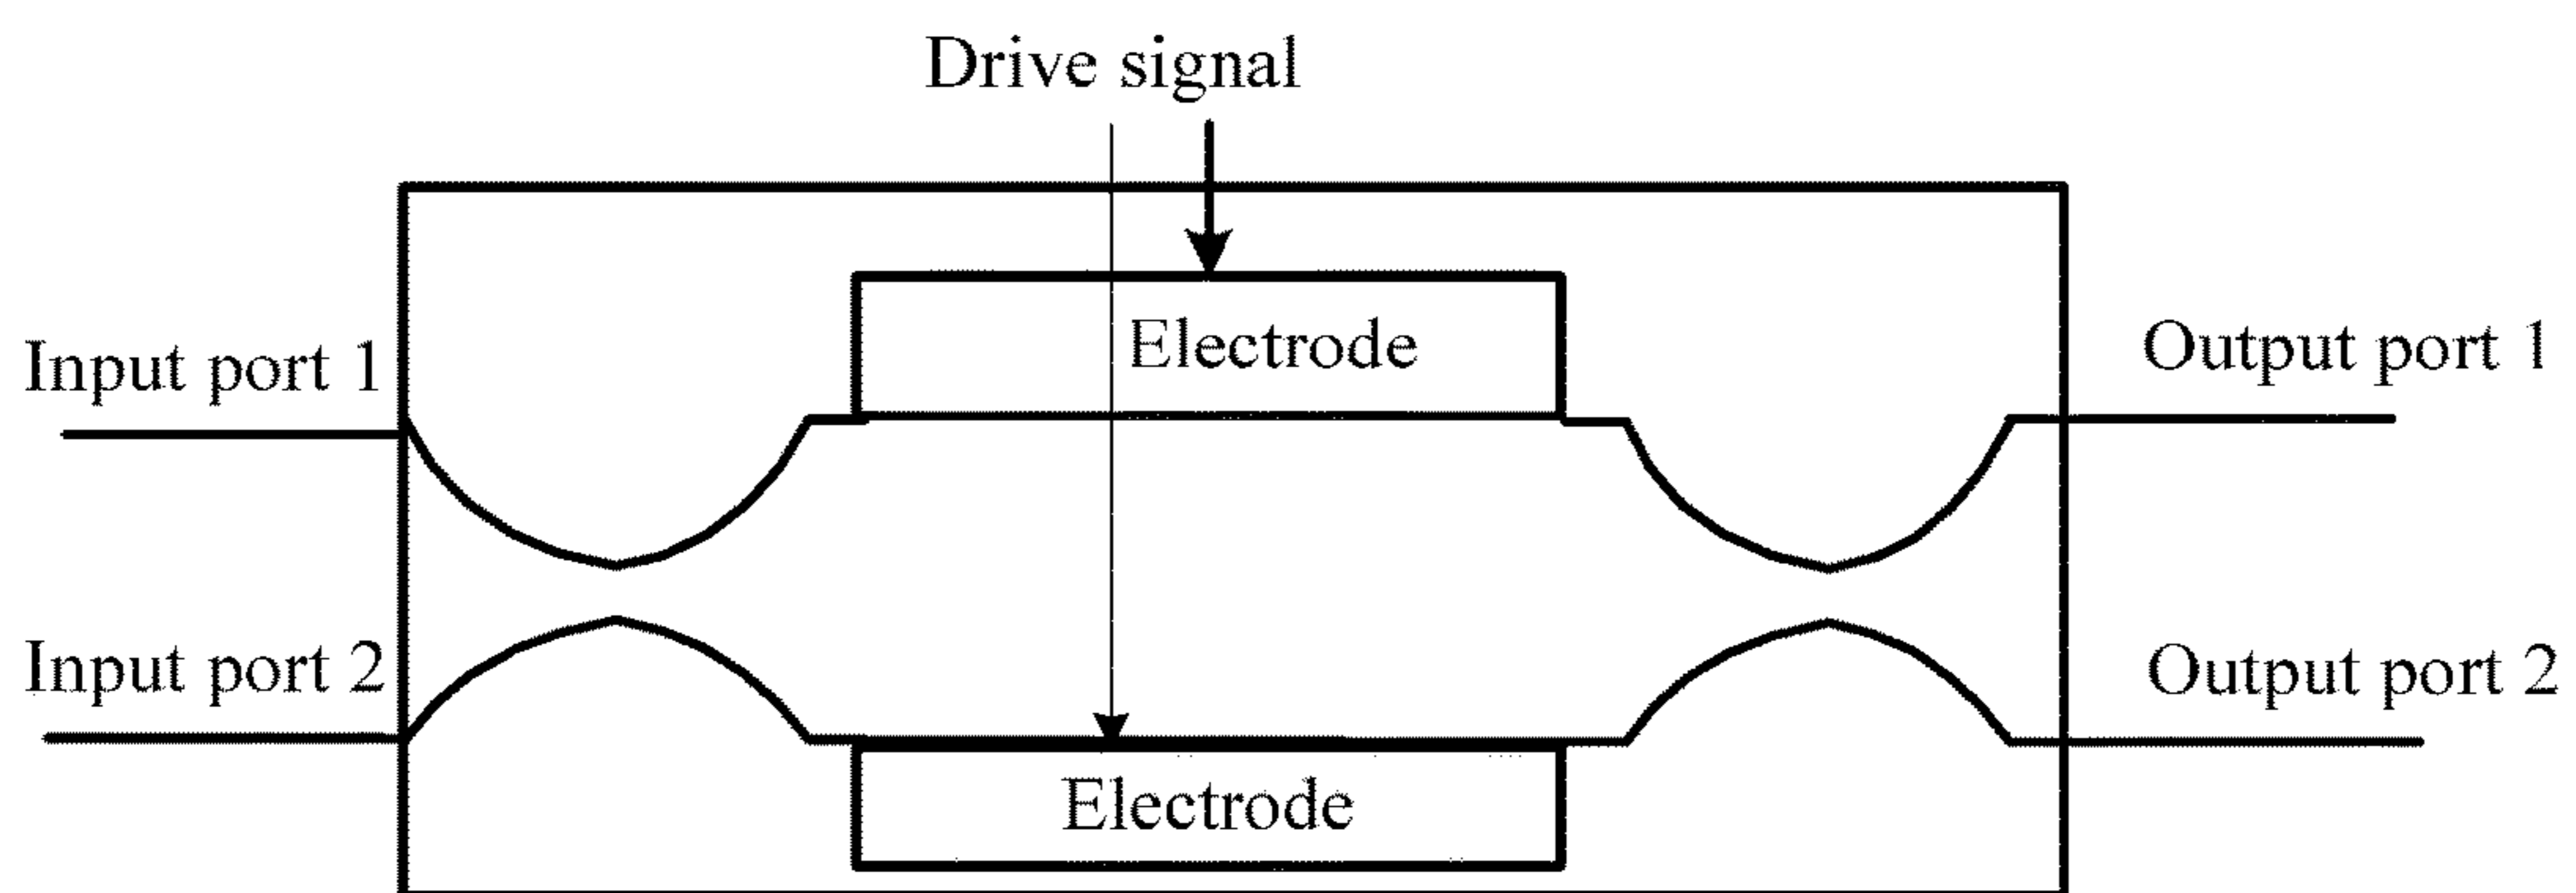 Drive signal
Electrode
Input port 1
Output port 1
Input port 2
Output port 2
Electrode